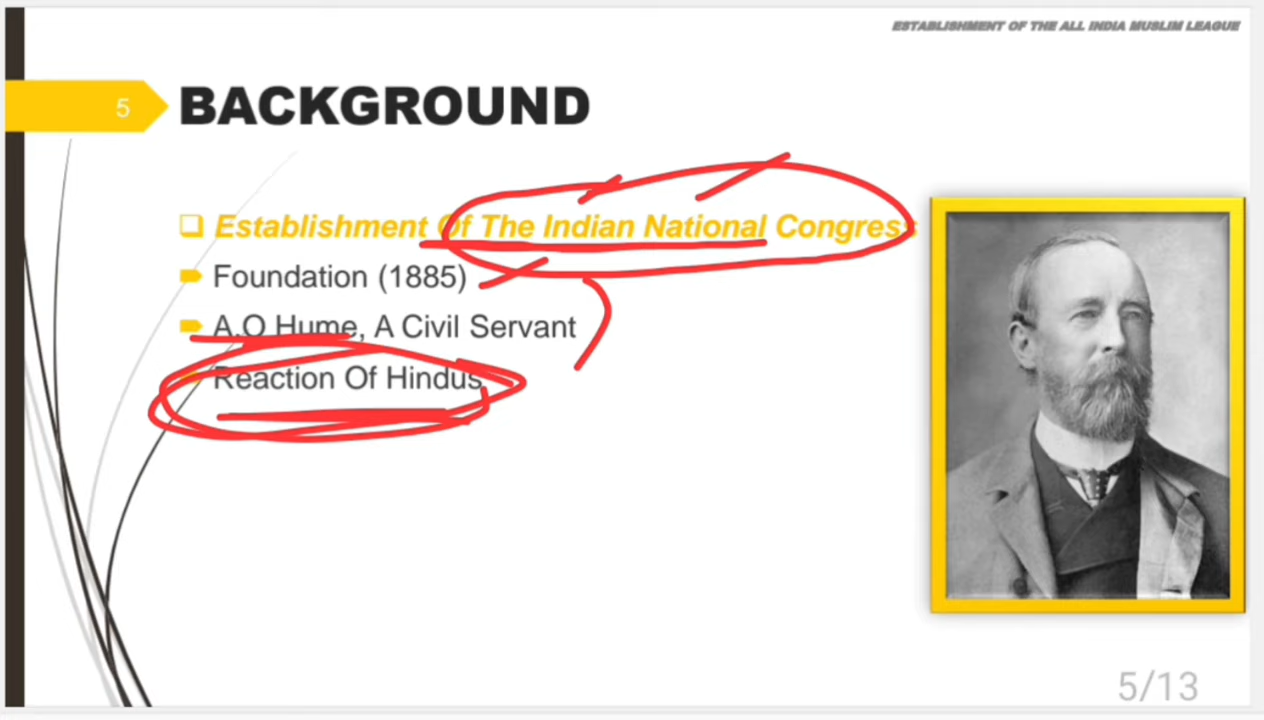 ESTABLISHMENT OF THE ALL INDIA MUSLIM LEAGUE
5
BACKGROUND
Establishment Of The Indian National Congress
Foundation (1885)
A.O Hume, A Civil Servant
Reaction Of Hindus
5/13